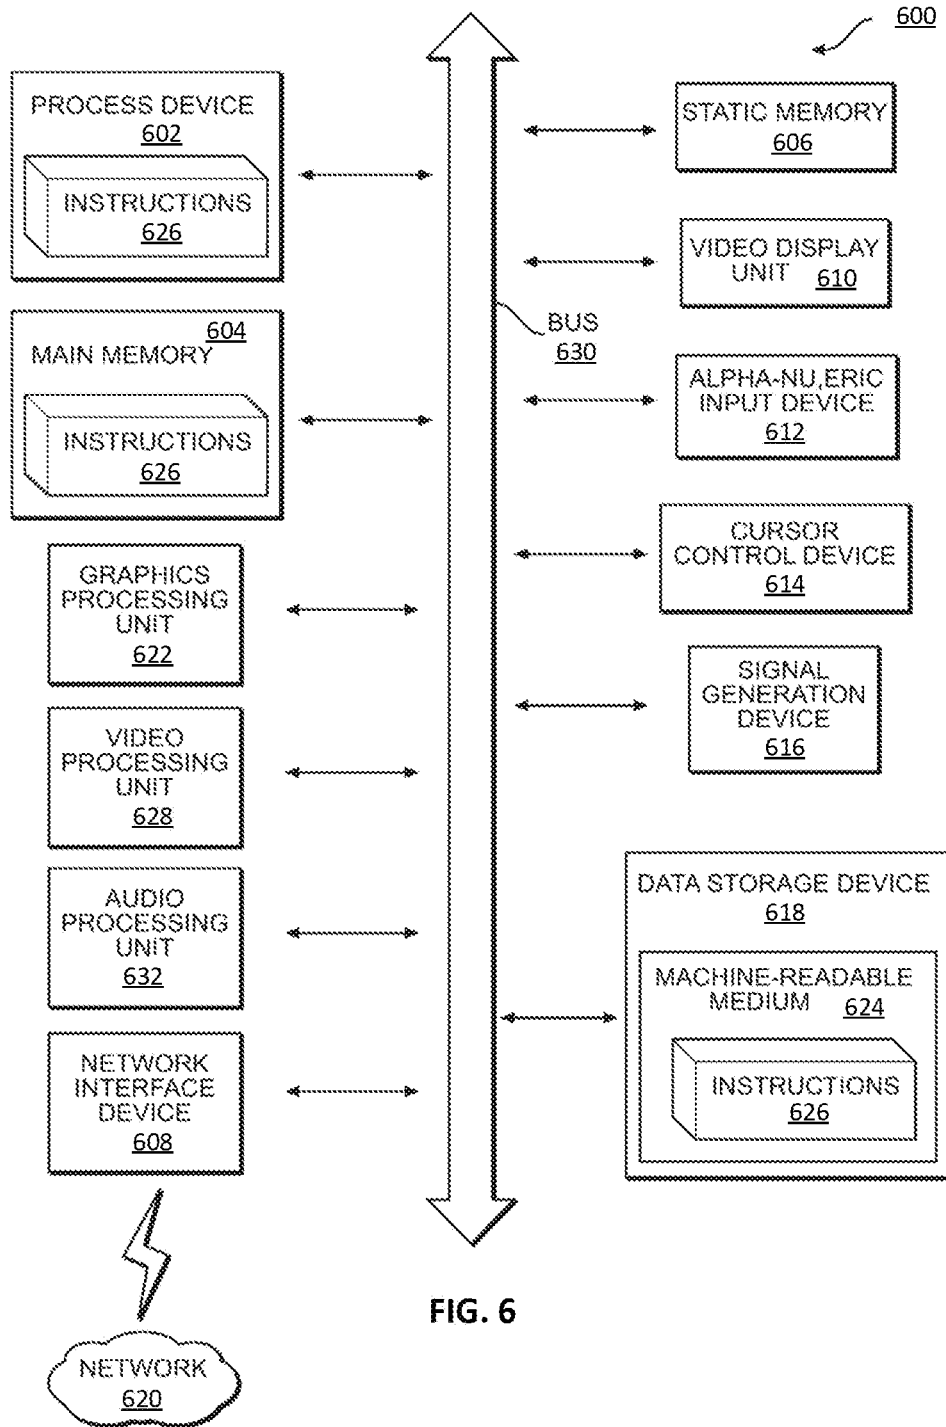 600
PROCESS DEVICE
602
INSTRUCTIONS
626
604
MAIN MEMORY
INSTRUCTIONS
626
GRAPHICS
PROCESSING
UNIT
622
VIDEO
PROCESSING
UNIT
628
AUDIO
PROCESSING
UNIT
632
NETWORK
INTERFACE
DEVICE
608
NETWORK
620
BUS
630
STATIC MEMORY
606
VIDEO DISPLAY
UNIT 610
ALPHA-NU,ERIC
INPUT DEVICE
612
CURSOR
CONTROL DEVICE
614
SIGNAL
GENERATION
DEVICE
616
DATA STORAGE DEVICE
618
MACHINE-READABLE
MEDIUM 624
INSTRUCTIONS
626
FIG. 6